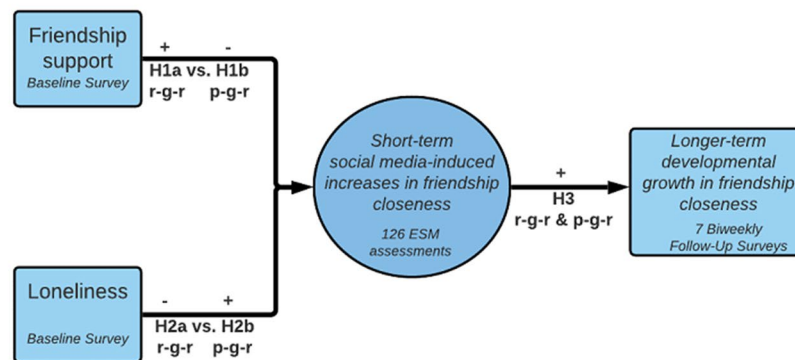 Friendship
support
Baseline Survey
+ -
H1a vs. H1b
r-g-r p-g-r
Short-term
social media-induced
increases in friendship
closeness
126 ESM
assessments
+
H3
r-g-r & p-g-r
Longer-term
developmental
growth in friendship
closeness
7 Biweekly
Follow-Up Surveys
Loneliness
Baseline Survey
- +
H2a vs. H2b
r-g-r p-g-r